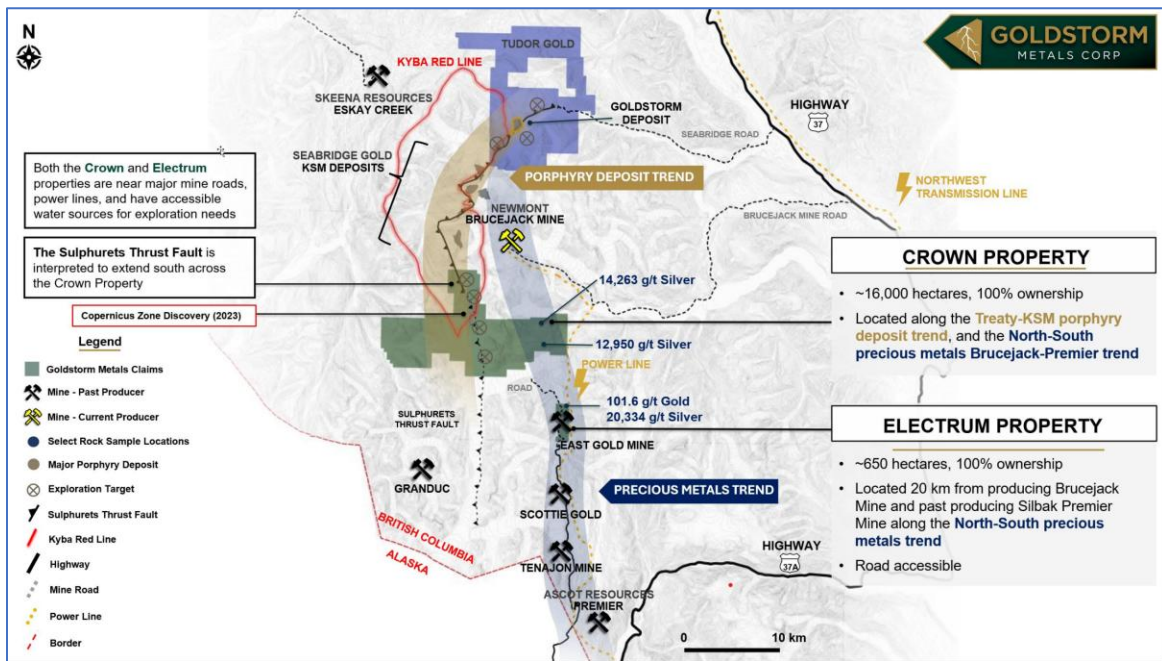 N
GOLDSTORM
METALS CORP
TUDOR GOLD
KYBA RED LINE
SKEENA RESOURCES
ESKAY CREEK
GOLDSTORM
DEPOSIT
HIGHWAY
37
SEABRIDGE ROAD
SEABRIDGE GOLD
KSM DEPOSITS
Both the Crown and Electrum
properties are near major mine roads,
power lines, and have accessible
water sources for exploration needs
PORPHYRY DEPOSIT TREND
NORTHWEST
TRANSMISSION LINE
NEWMONT
BRUCEJACK MINE
BRUCEJACK MINE ROAD
The Sulphurets Thrust Fault is
interpreted to extend south across
the Crown Property
14,263 g/t Silver
Copernicus Zone Discovery (2023)
12,950 g/t Silver
CROWN PROPERTY
• ~16,000 hectares, 100% ownership
• Located along the Treaty-KSM porphyry
deposit trend, and the North-South
precious metals Brucejack-Premier trend
Legend
Goldstorm Metals Claims
Mine - Past Producer
Mine - Current Producer
Select Rock Sample Locations
Major Porphyry Deposit
Exploration Target
Sulphurets Thrust Fault
Kyba Red Line
Highway
Mine Road
Power Line
Border
POWER LINE
ROAD
101.6 g/t Gold
20,334 g/t Silver
SULPHURETS
THRUST FAULT
EAST GOLD MINE
GRANDUC
PRECIOUS METALS TREND
SCOTTIE GOLD
BRITISH COLUMBIA
ALASKA
TENAJON MINE
HIGHWAY
37A
ASCOT RESOURCES
PREMIER
0 10 km
ELECTRUM PROPERTY
• ~650 hectares, 100% ownership
• Located 20 km from producing Brucejack
Mine and past producing Silbak Premier
Mine along the North-South precious
metals trend
• Road accessible